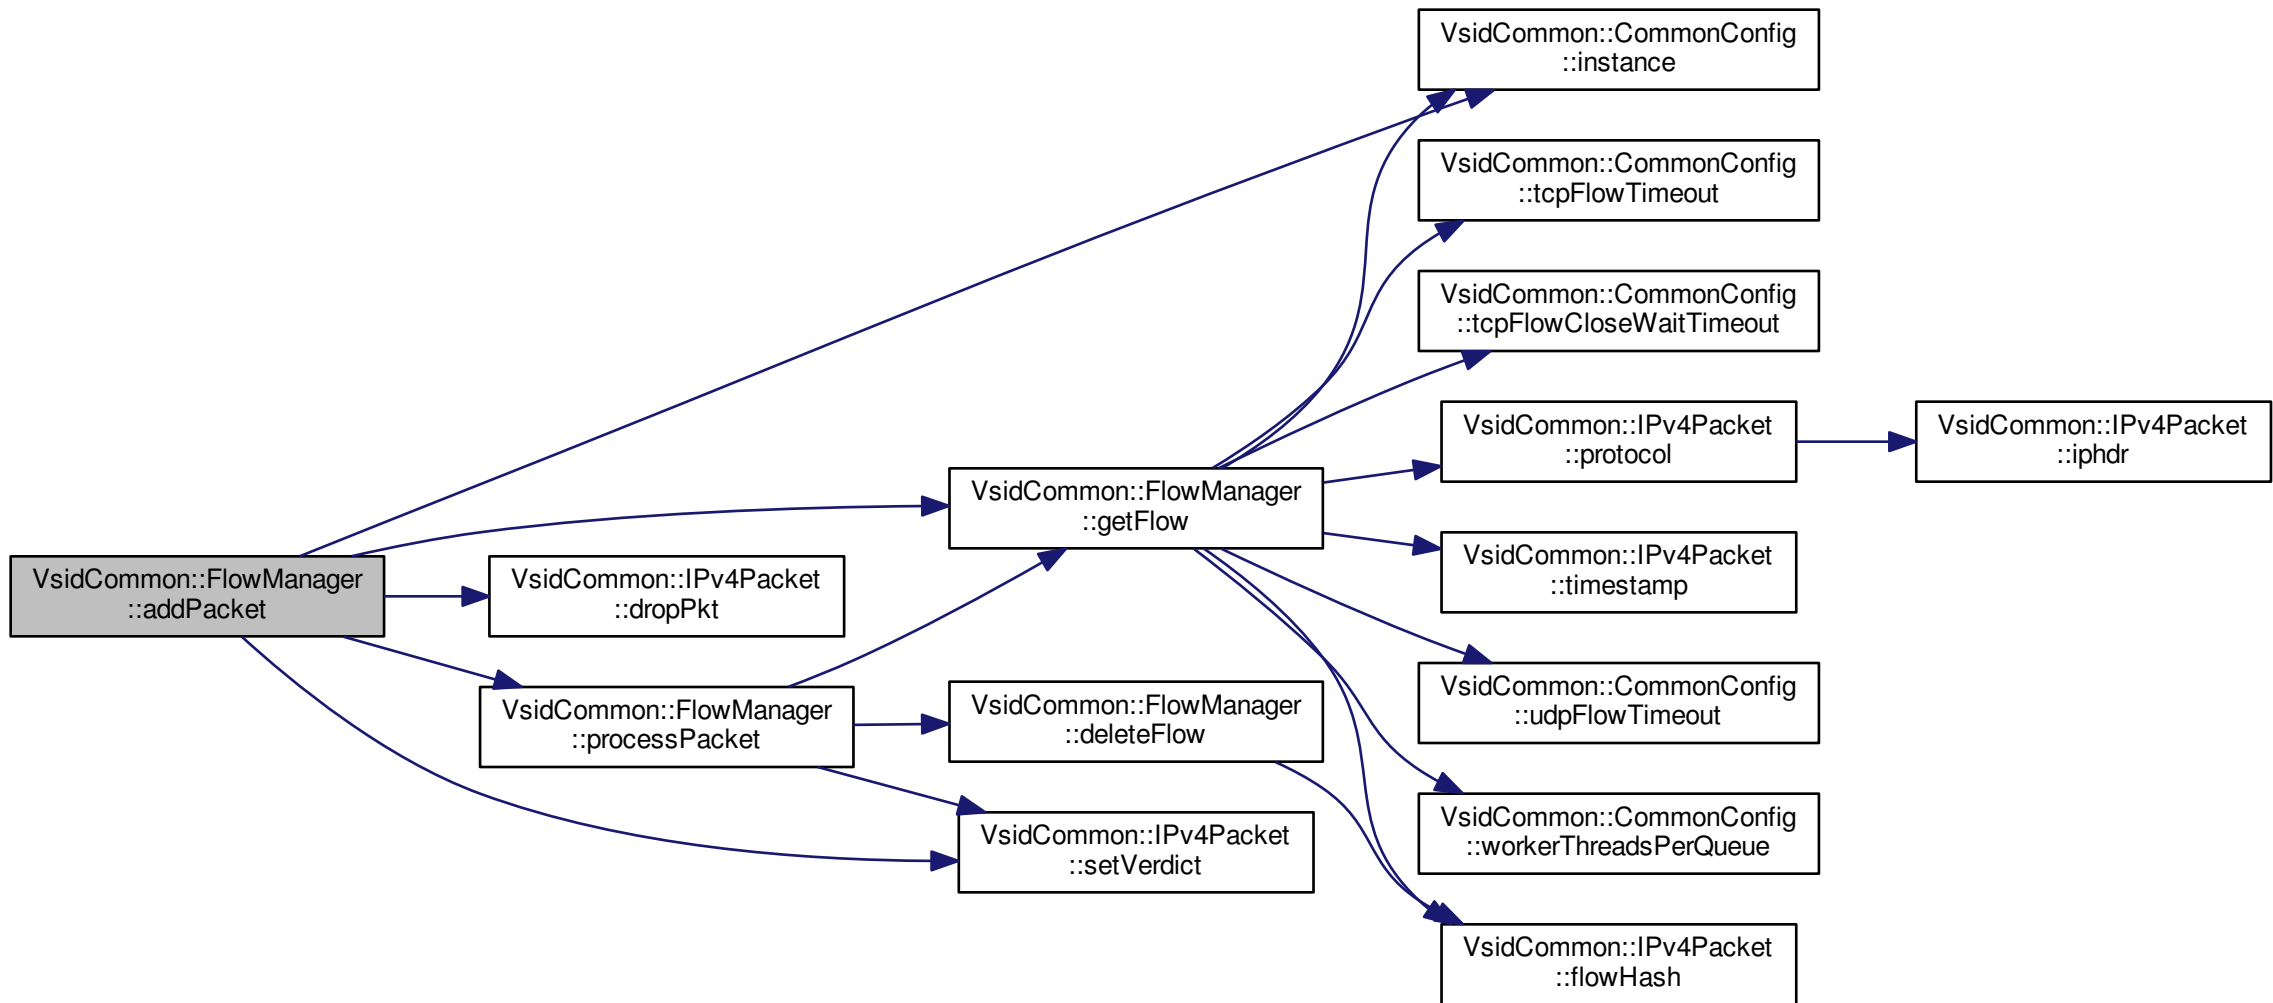 VsidCommon::CommonConfig
::instance
VsidCommon::CommonConfig
::tcpFlowTimeout
VsidCommon::CommonConfig
::tcpFlowCloseWaitTimeout
VsidCommon::IPv4Packet
::protocol
VsidCommon::IPv4Packet
::iphdr
VsidCommon::FlowManager
::getFlow
VsidCommon::FlowManager
::addPacket
VsidCommon::IPv4Packet
::dropPkt
VsidCommon::IPv4Packet
::timestamp
VsidCommon::CommonConfig
::udpFlowTimeout
VsidCommon::FlowManager
::processPacket
VsidCommon::FlowManager
::deleteFlow
VsidCommon::IPv4Packet
::setVerdict
VsidCommon::CommonConfig
::workerThreadsPerQueue
VsidCommon::IPv4Packet
::flowHash